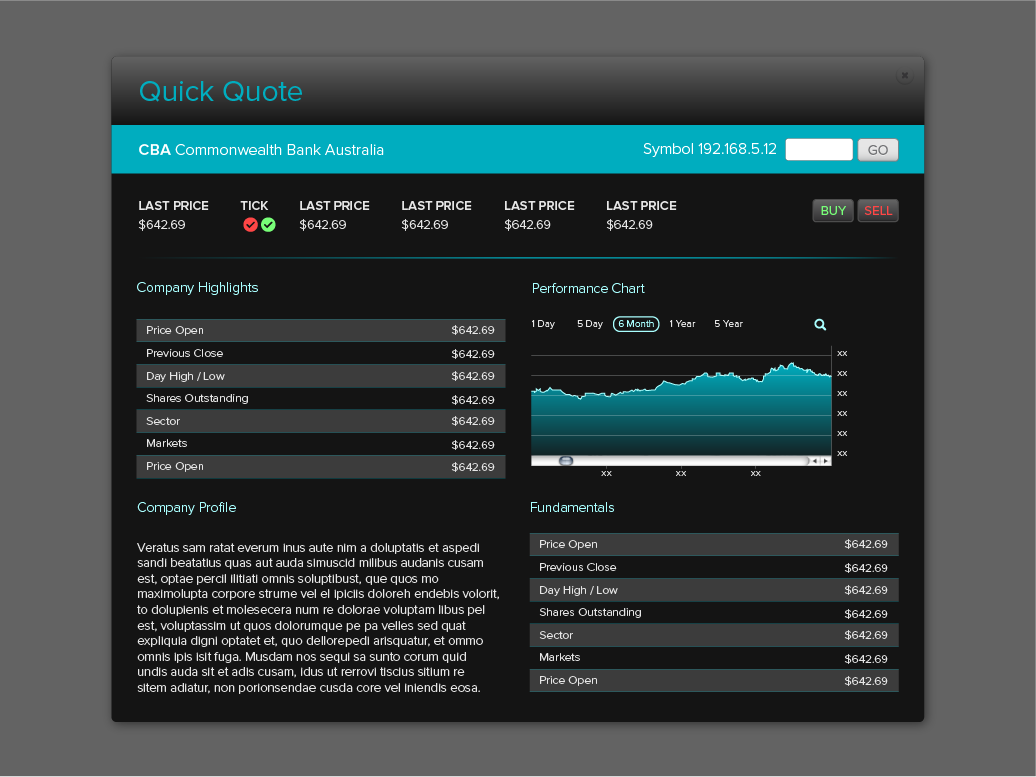 Quick Quote
CBA Commonwealth Bank Australia
Symbol 192.168.5.12
GO
LAST PRICE TICK LAST PRICE LAST PRICE LAST PRICE LAST PRICE
$642.69 $642.69 $642.69 $642.69 $642.69
BUY SELL
Company Highlights
Price Open $642.69
Previous Close $642.69
Day High / Low $642.69
Shares Outstanding $642.69
Sector $642.69
Markets $642.69
Price Open $642.69
Performance Chart
1 Day 5 Day 6 Month 1 Year 5 Year
xx
xx
xx
xx
xx
xx
xx xx xx
Company Profile
Veratus sam ratat everum inus aute nim a doluptatis et aspedi
sandi beatatius quas aut auda simuscid milibus audanis cusam
est, optae percil ilitiati omnis soluptibust, que quos mo
maximolupta corpore strume vel el ipiciis doloreh endebis volorit,
to dolupienis et molesecera num re dolorae voluptam libus pel
est, voluptassim ut quos dolorumque pe pa velles sed quat
expliquia digni optatet et, quo dellorepedi arisquatur, et ommo
omnis ipis isit fuga. Musdam nos sequi sa sunto corum quid
undis auda sit et adis cusam, idus ut rerrovi tiscius sitium re
sitem adiatur, non porionsendae cusda core vel iniendis eosa.
Fundamentals
Price Open $642.69
Previous Close $642.69
Day High / Low $642.69
Shares Outstanding $642.69
Sector $642.69
Markets $642.69
Price Open $642.69